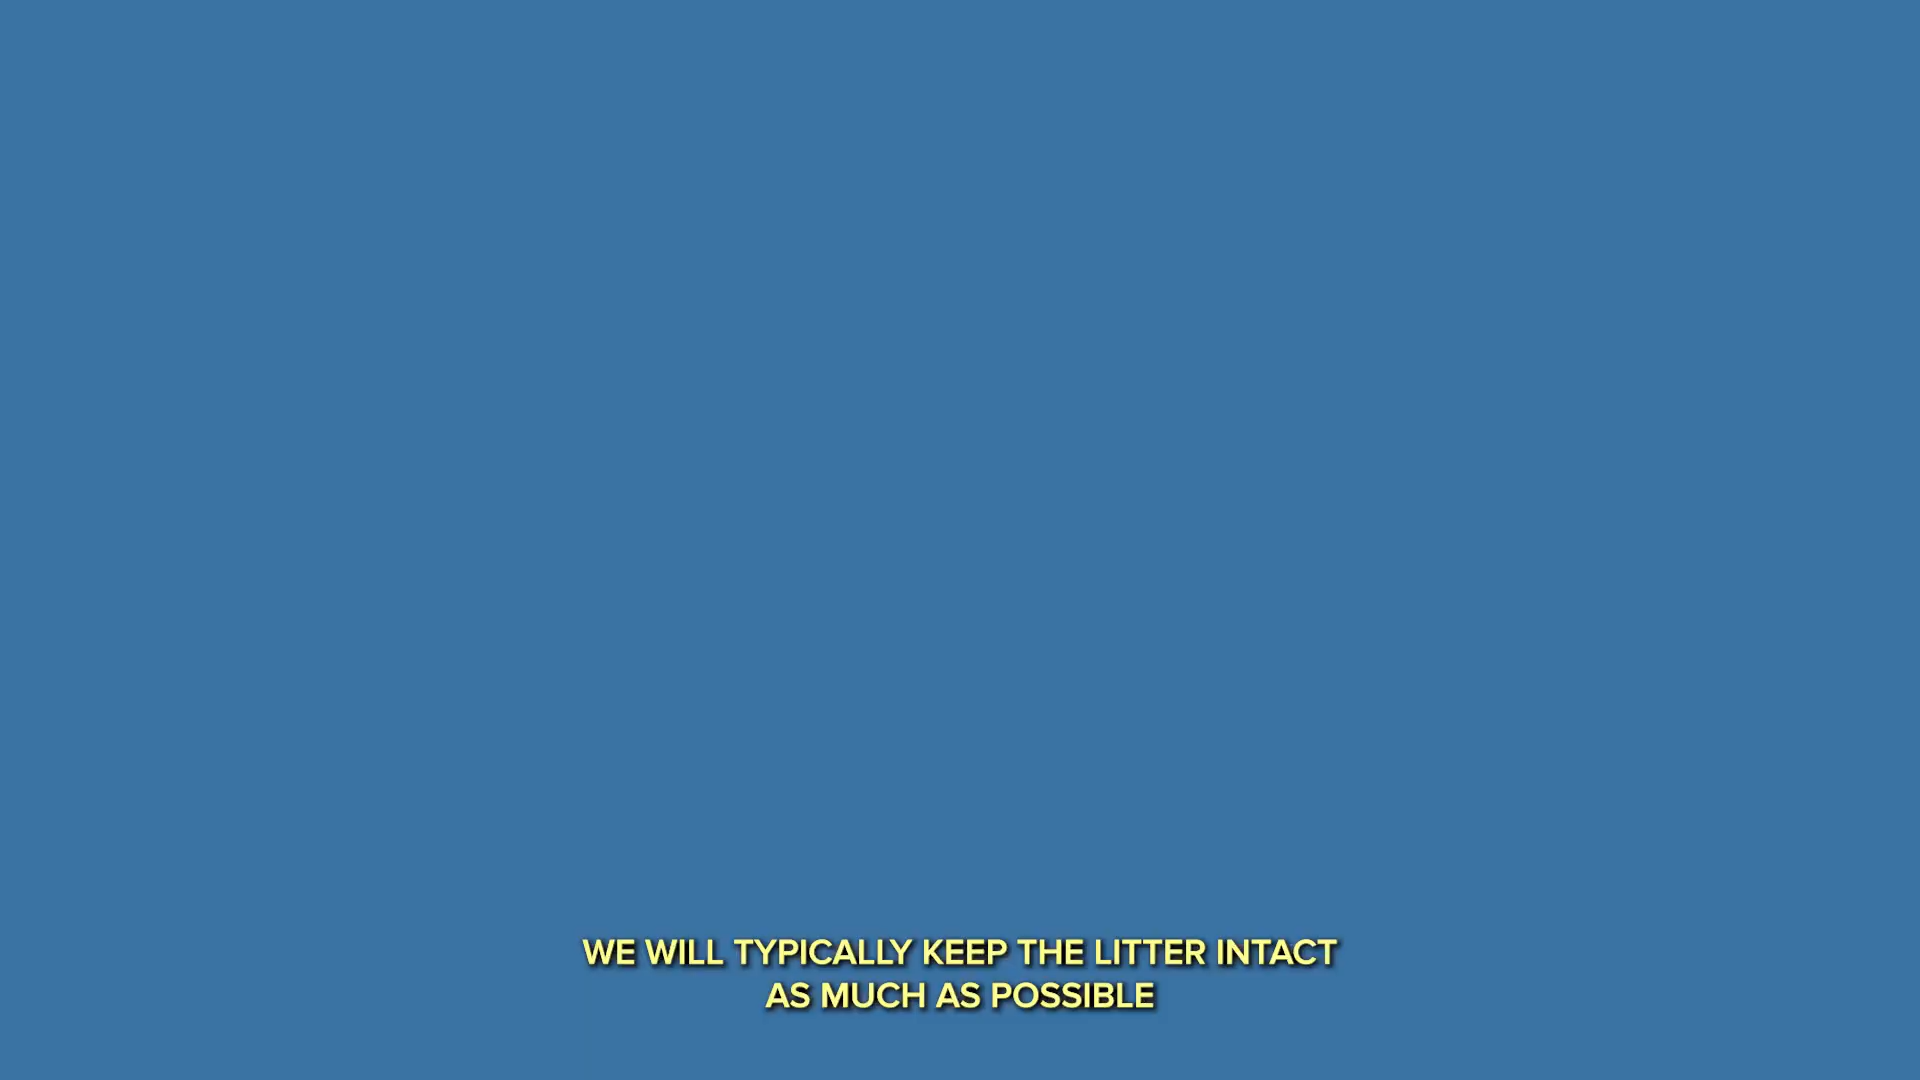 WE WILL TYPICALLY KEEP THE LITTER INTACT
AS MUCH AS POSSIBLE